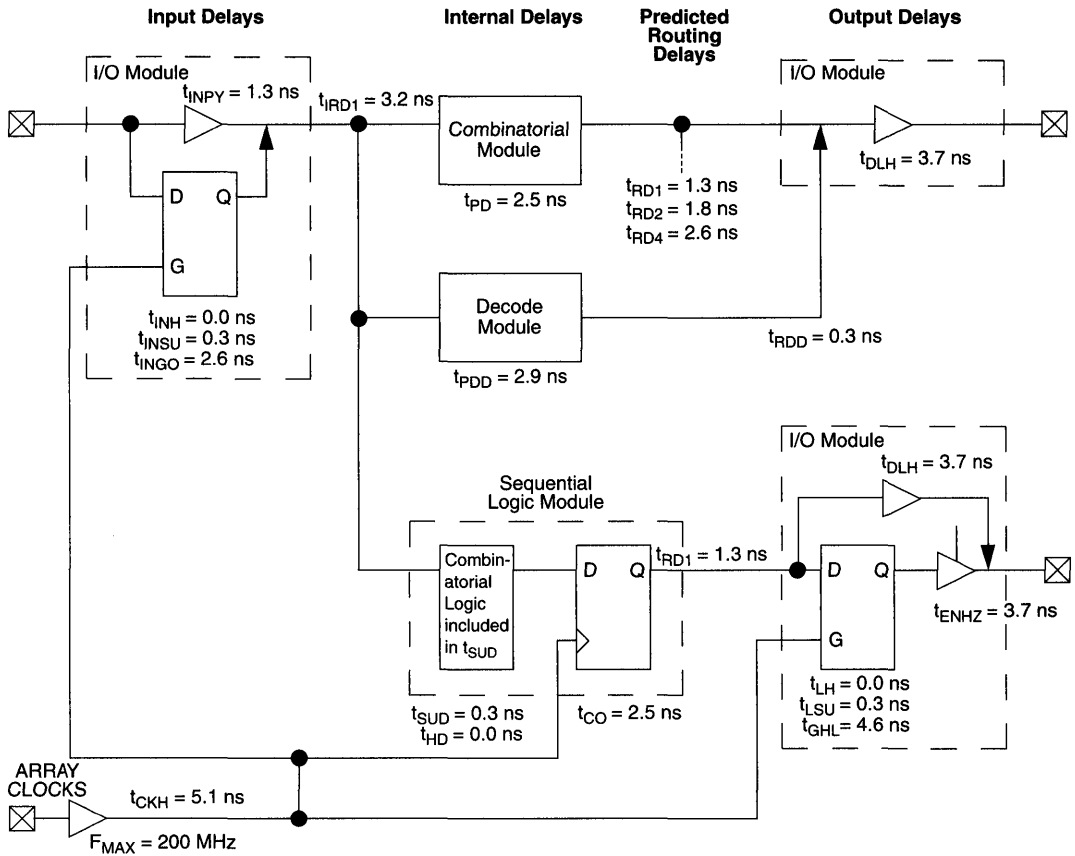 Input Delays
Internal Delays
Predicted
Routing
Delays
Output Delays
I/O Module
tINPY = 1.3 ns
tIRD1 = 3.2 ns
Combinatorial
Module
tPD = 2.5 ns
tRD1 = 1.3 ns
tRD2 = 1.8 ns
tRD4 = 2.6 ns
I/O Module
tDLH = 3.7 ns
D
Q
G
tINH = 0.0 ns
tINSU = 0.3 ns
tINGO = 2.6 ns
Decode
Module
tPDD = 2.9 ns
tRDD = 0.3 ns
Sequential
Logic Module
Combin-
atorial
Logic
included
in tSUD
D
Q
tSUD = 0.3 ns
tHD = 0.0 ns
tCO = 2.5 ns
tRD1 = 1.3 ns
I/O Module
tDLH = 3.7 ns
D
Q
G
tENHZ = 3.7 ns
tLH = 0.0 ns
tLSU = 0.3 ns
tGHL= 4.6 ns
ARRAY
CLOCKS
tCKH = 5.1 ns
FMAX = 200 MHz